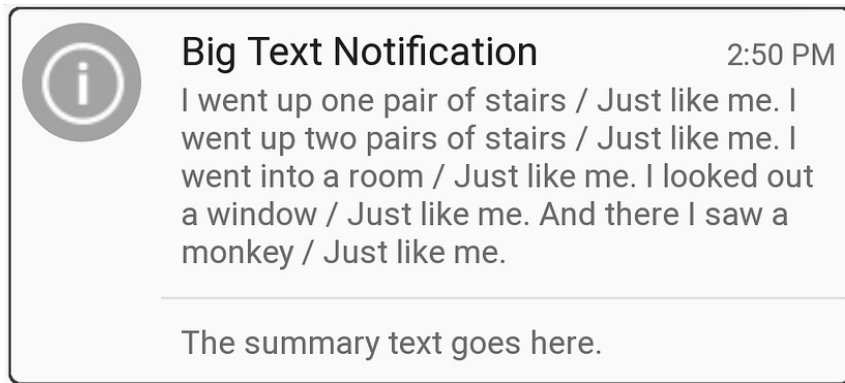 Big Text Notification 2:50 PM
I went up one pair of stairs / Just like me. I
went up two pairs of stairs / Just like me. I
went into a room / Just like me. I looked out
a window / Just like me. And there I saw a
monkey / Just like me.
The summary text goes here.